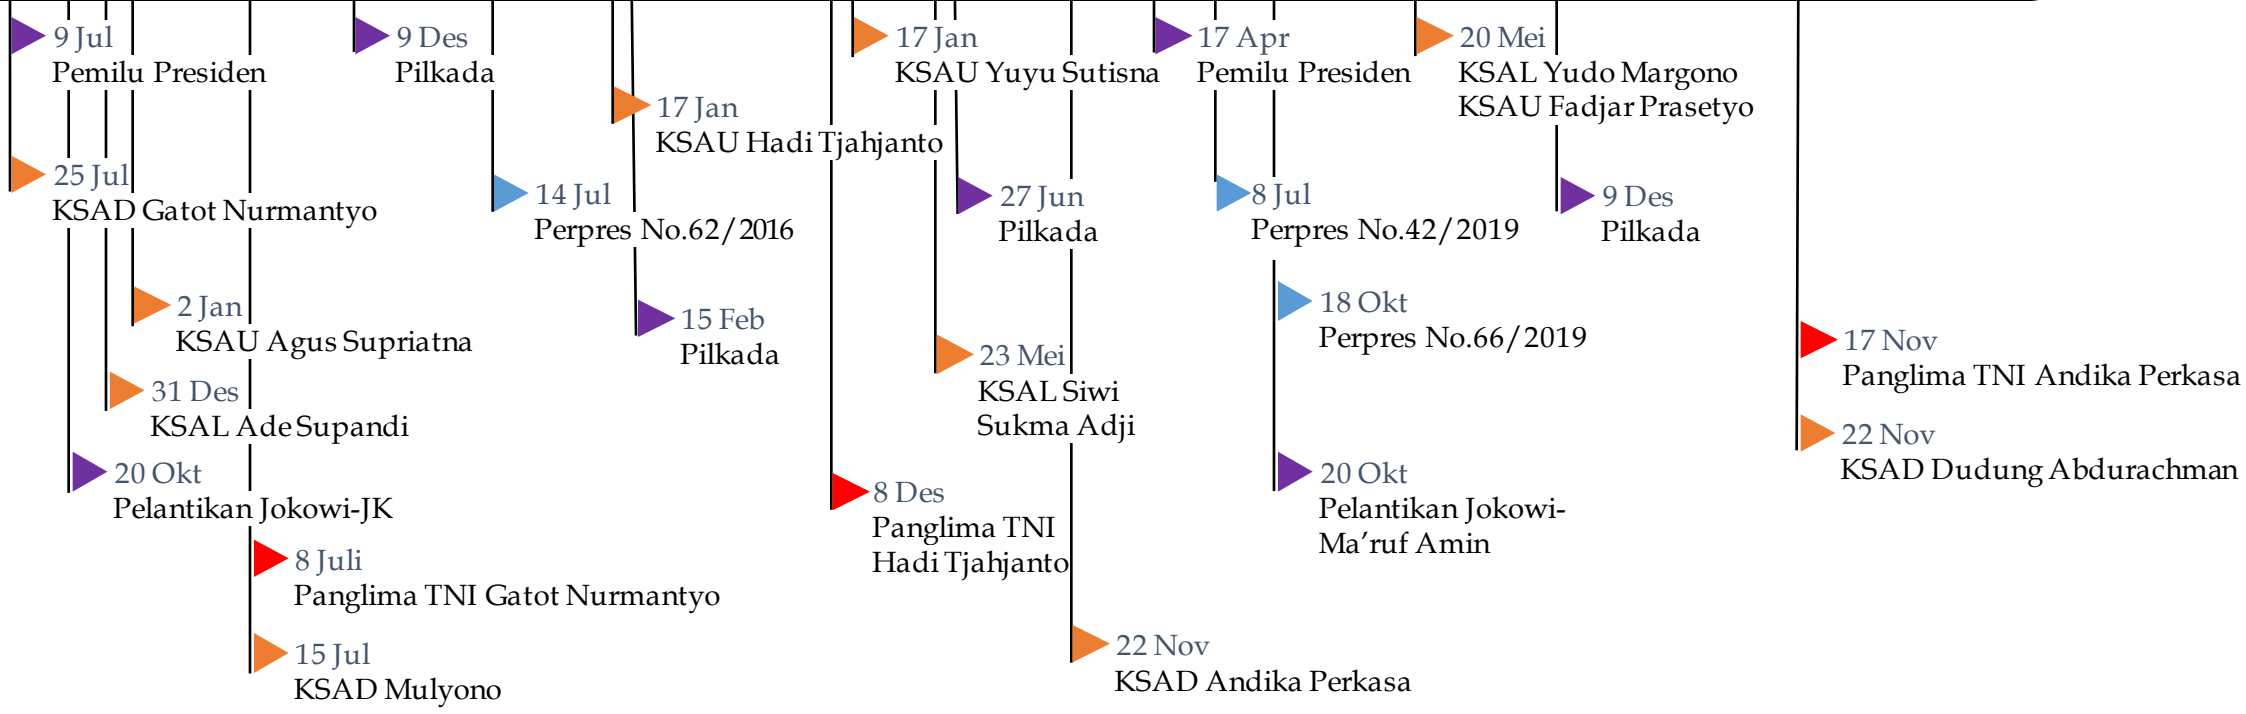 9 Jul
Pemilu Presiden
25 Jul
KSAD Gatot Nurmantyo
2 Jan
KSAU Agus Supriatna
31 Des
KSAL Ade Supandi
20 Okt
Pelantikan Jokowi-JK
8 Juli
Panglima TNI Gatot Nurmantyo
15 Jul
KSAD Mulyono
9 Des
Pilkada
14 Jul
Perpres No.62/2016
17 Jan
KSAU Hadi Tjahjanto
15 Feb
Pilkada
8 Des
Panglima TNI
Hadi Tjahjanto
17 Jan
KSAU Yuyu Sutisna
27 Jun
Pilkada
23 Mei
KSAL Siwi
Sukma Adji
22 Nov
KSAD Andika Perkasa
17 Apr
Pemilu Presiden
8 Jul
Perpres No.42/2019
18 Okt
Perpres No.66/2019
20 Okt
Pelantikan Jokowi-
Ma’ruf Amin
20 Mei
KSAL Yudo Margono
KSAU Fadjar Prasetyo
9 Des
Pilkada
17 Nov
Panglima TNI Andika Perkasa
22 Nov
KSAD Dudung Abdurachman